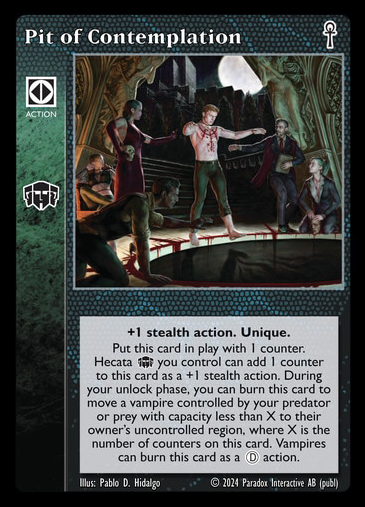 Pit of Contemplation
ACTION
+1 stealth action. Unique.
Put this card in play with 1 counter.
Hecata you control can add 1 counter
to this card as a +1 stealth action. During
your unlock phase, you can burn this card to
move a vampire controlled by your predator
or prey with capacity less than X to their
owner's uncontrolled region, where X is the
number of counters on this card. Vampires
can burn this card as a Ⓓ action.
Illus: Pablo D. Hidalgo © 2024 Paradox Interactive AB (publ)